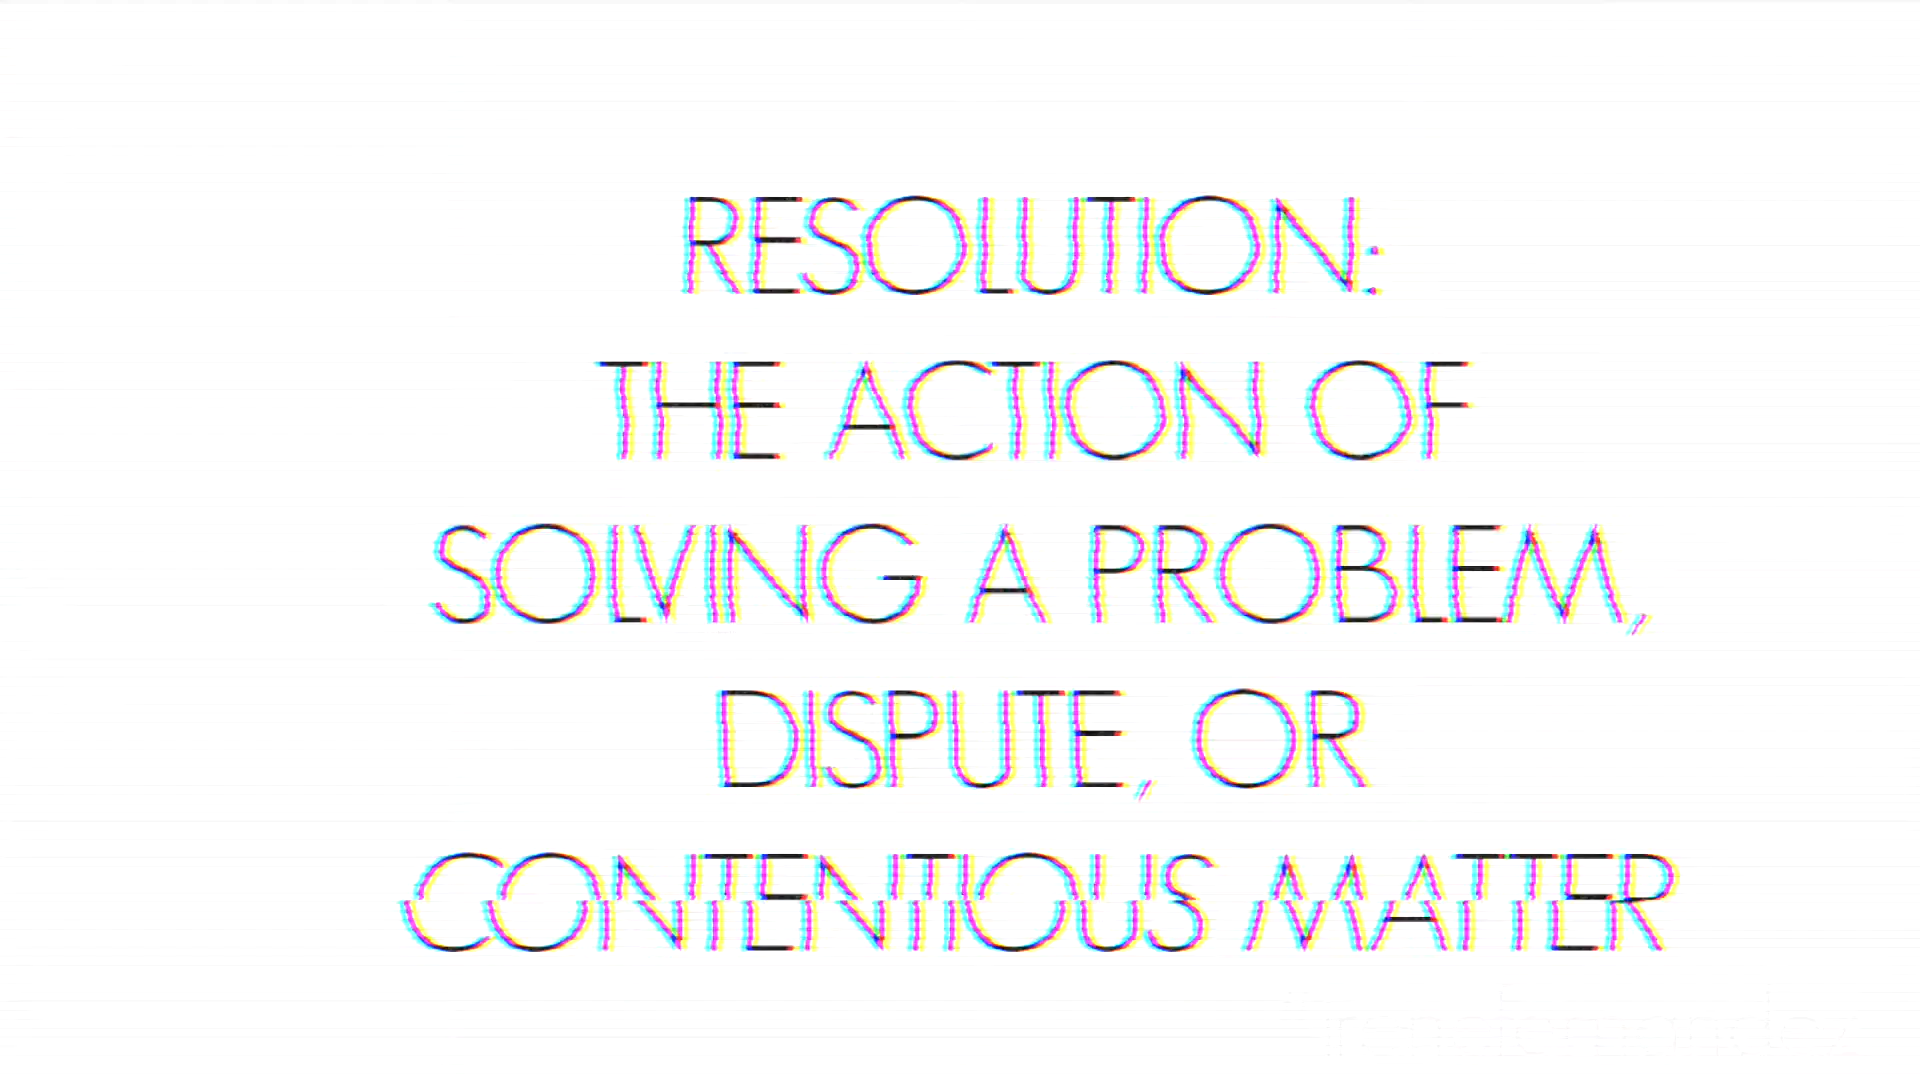 RESOLUTION:
THE ACTION OF
SOLVING A PROBLEM,
DISPUTE, OR
CONTENTIOUS MATTER